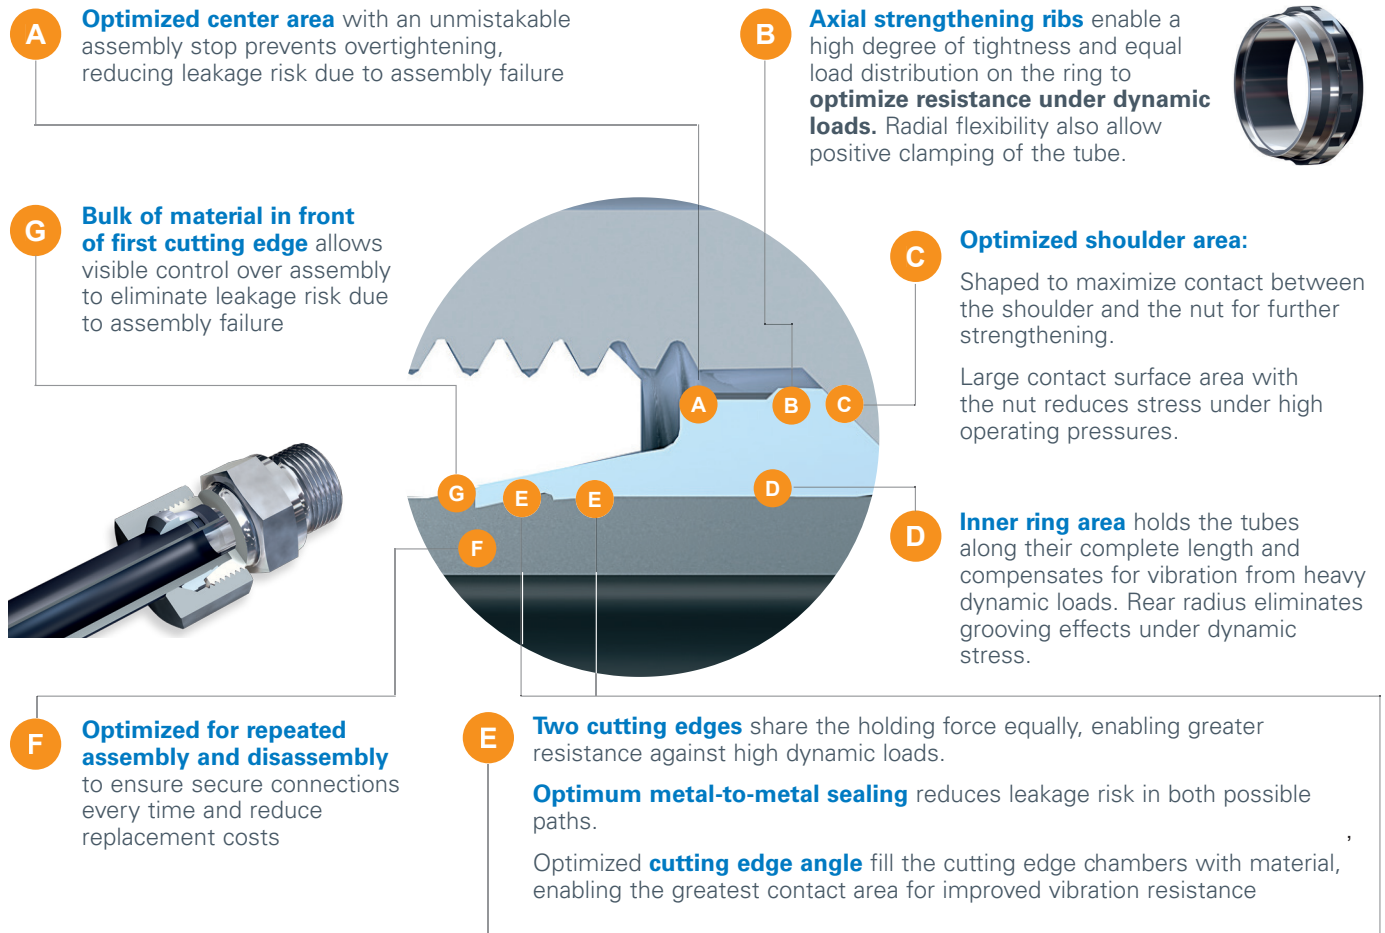 A
Optimized center area with an unmistakable
assembly stop prevents overtightening,
reducing leakage risk due to assembly failure
B
Axial strengthening ribs enable a
high degree of tightness and equal
load distribution on the ring to
optimize resistance under dynamic
loads. Radial flexibility also allow
positive clamping of the tube.
G
Bulk of material in front
of first cutting edge allows
visible control over assembly
to eliminate leakage risk due
to assembly failure
C
Optimized shoulder area:
Shaped to maximize contact between
the shoulder and the nut for further
strengthening.
Large contact surface area with
the nut reduces stress under high
operating pressures.
A
B
C
G
E
E
D
F
D
Inner ring area holds the tubes
along their complete length and
compensates for vibration from heavy
dynamic loads. Rear radius eliminates
grooving effects under dynamic
stress.
F
Optimized for repeated
assembly and disassembly
to ensure secure connections
every time and reduce
replacement costs
E
Two cutting edges share the holding force equally, enabling greater
resistance against high dynamic loads.
Optimum metal-to-metal sealing reduces leakage risk in both possible
paths.
,
Optimized cutting edge angle fill the cutting edge chambers with material,
enabling the greatest contact area for improved vibration resistance